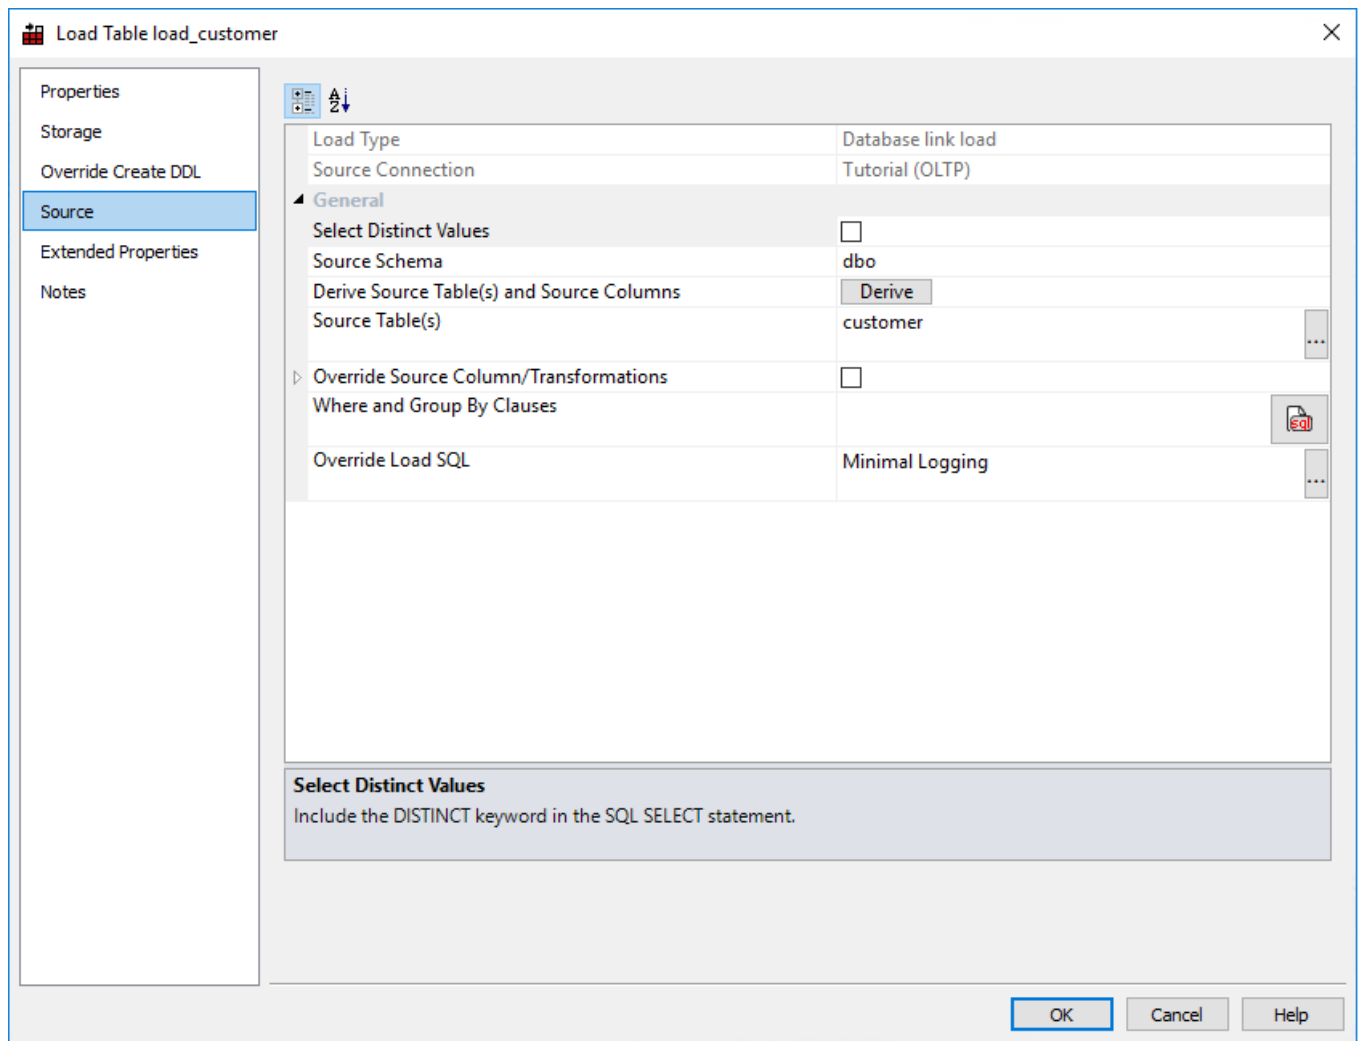 Load Table load_customer
Properties
Storage
Override Create DDL
Source
Extended Properties
Notes
Load Type Database link load
Source Connection Tutorial (OLTP)
General
Select Distinct Values
Source Schema dbo
Derive Source Table(s) and Source Columns Derive
Source Table(s) customer
...
Override Source Column/Transformations
Where and Group By Clauses
sql
Override Load SQL Minimal Logging
...
Select Distinct Values
Include the DISTINCT keyword in the SQL SELECT statement.
OK Cancel Help